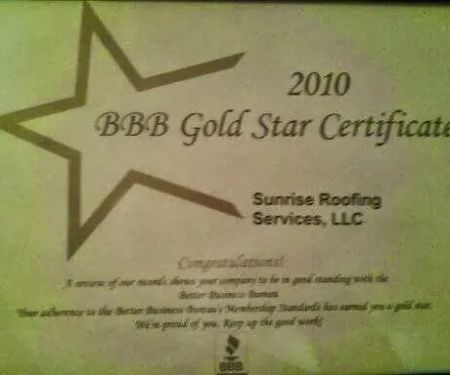 2010
BBB Gold Star Certificate
Sunrise Roofing
Services, LLC
Congratulations!
A review of our records shows your company to be in good standing with the
Better Business Bureau.
Your adherence to the Better Business Bureau's Membership Standards has earned you a gold star.
We're proud of you. Keep up the good work!
BBB